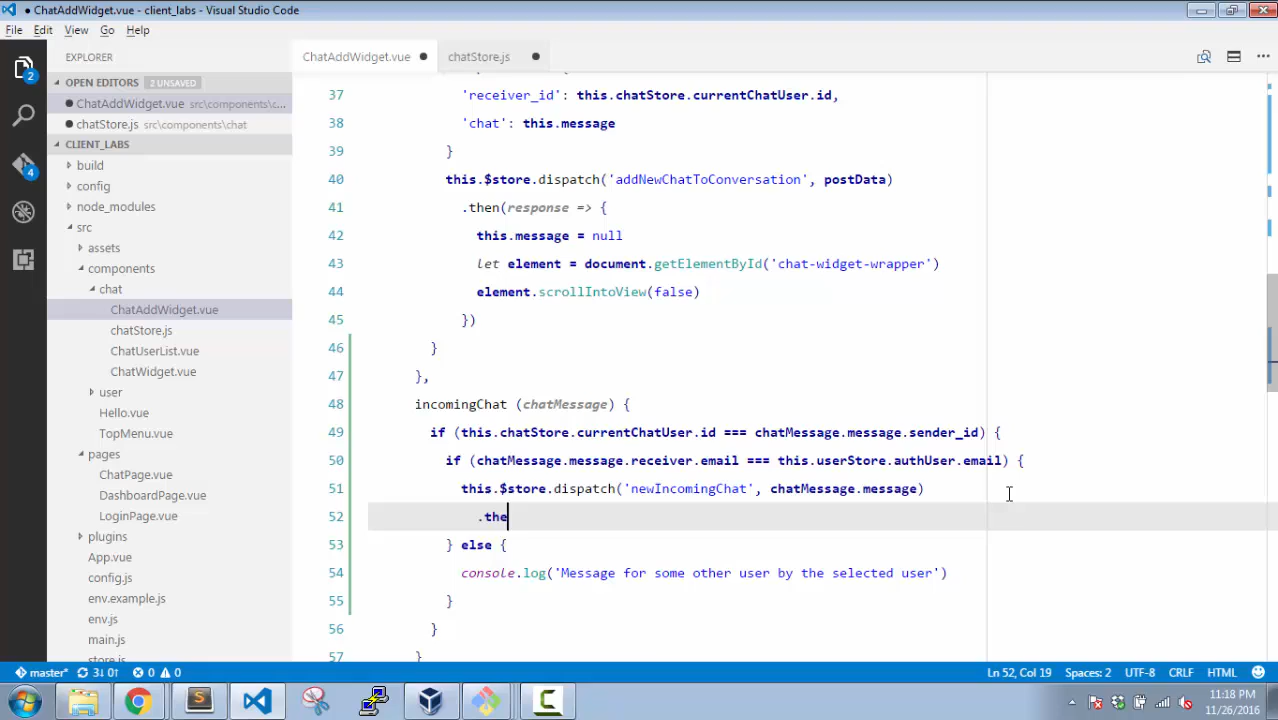 ChatAddWidget.vue - client_labs - Visual Studio Code
File Edit View Go Help
EXPLORER
ChatAddWidget.vue
chatStore.js
OPEN EDITORS 2 UNSAVED
ChatAddWidget.vue src\components\c...
chatStore.js src\components\chat
CLIENT_LABS
build
config
node_modules
src
assets
components
chat
ChatAddWidget.vue
chatStore.js
ChatUserList.vue
ChatWidget.vue
user
Hello.vue
TopMenu.vue
pages
ChatPage.vue
DashboardPage.vue
LoginPage.vue
plugins
App.vue
config.js
env.example.js
env.js
main.js
store.js
2
4
37 'receiver_id': this.chatStore.currentChatUser.id,
38 'chat': this.message
39 }
40 this.$store.dispatch('addNewChatToConversation', postData)
41 .then(response => {
42 this.message = null
43 let element = document.getElementById('chat-widget-wrapper')
44 element.scrollIntoView(false)
45 })
46 }
47 },
48 incomingChat (chatMessage) {
49 if (this.chatStore.currentChatUser.id === chatMessage.message.sender_id) {
50 if (chatMessage.message.receiver.email === this.userStore.authUser.email) {
51 this.$store.dispatch('newIncomingChat', chatMessage.message)
52 .the
53 } else {
54 console.log('Message for some other user by the selected user')
55 }
56 }
57 }
master* 3↓ 0↑ 0 0 Ln 52, Col 19 Spaces: 2 UTF-8 CRLF HTML
11:18 PM
11/26/2016